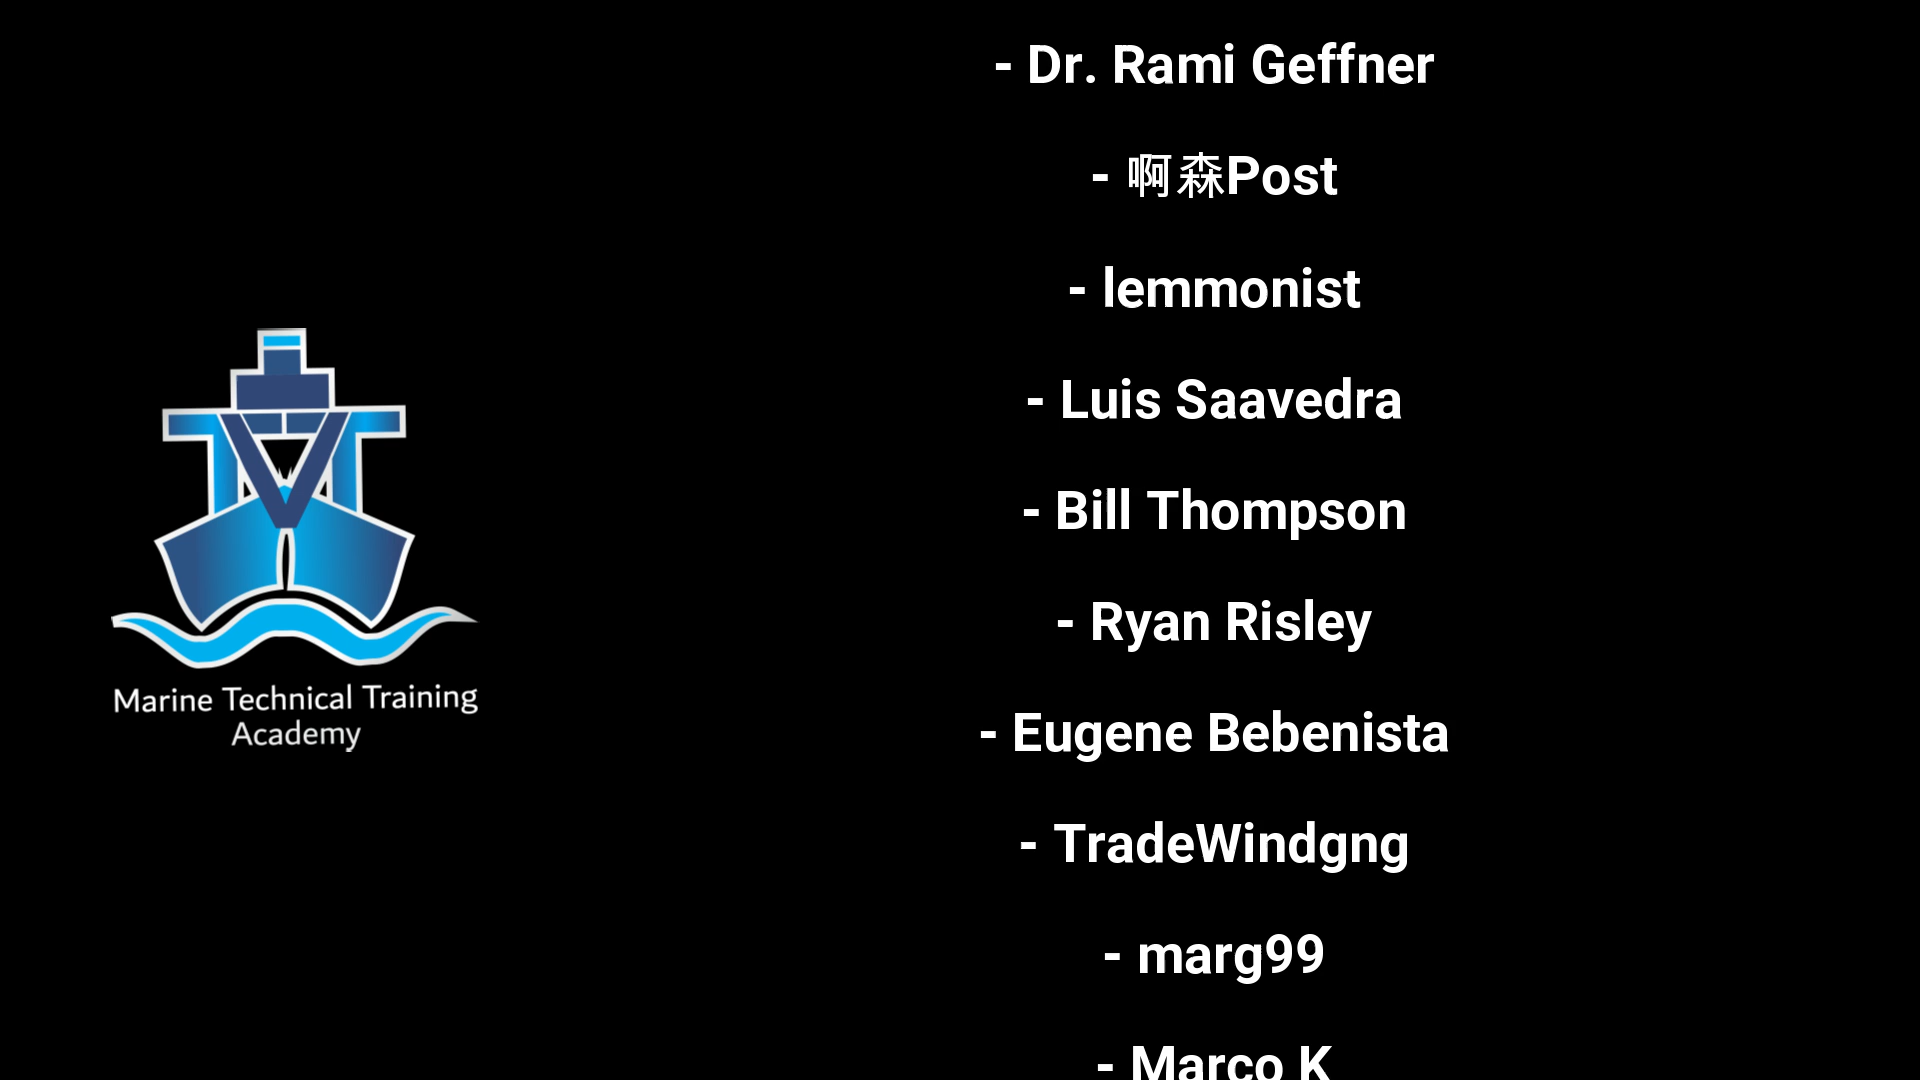 - Dr. Rami Geffner
- 啊森Post
- lemmonist
- Luis Saavedra
- Bill Thompson
- Ryan Risley
- Eugene Bebenista
- TradeWindgng
- marg99
- Marco K
Marine Technical Training
Academy